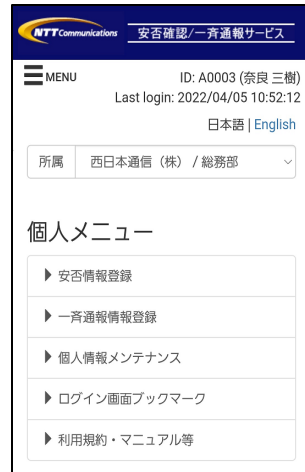 NTT Communications 安否確認/一斉通報サービス
MENU ID: A0003 (奈良 三樹)
Last login: 2022/04/05 10:52:12
日本語 | English
所属 西日本通信（株）/ 総務部
個人メニュー
▶ 安否情報登録
▶ 一斉通報情報登録
▶ 個人情報メンテナンス
▶ ログイン画面ブックマーク
▶ 利用規約・マニュアル等